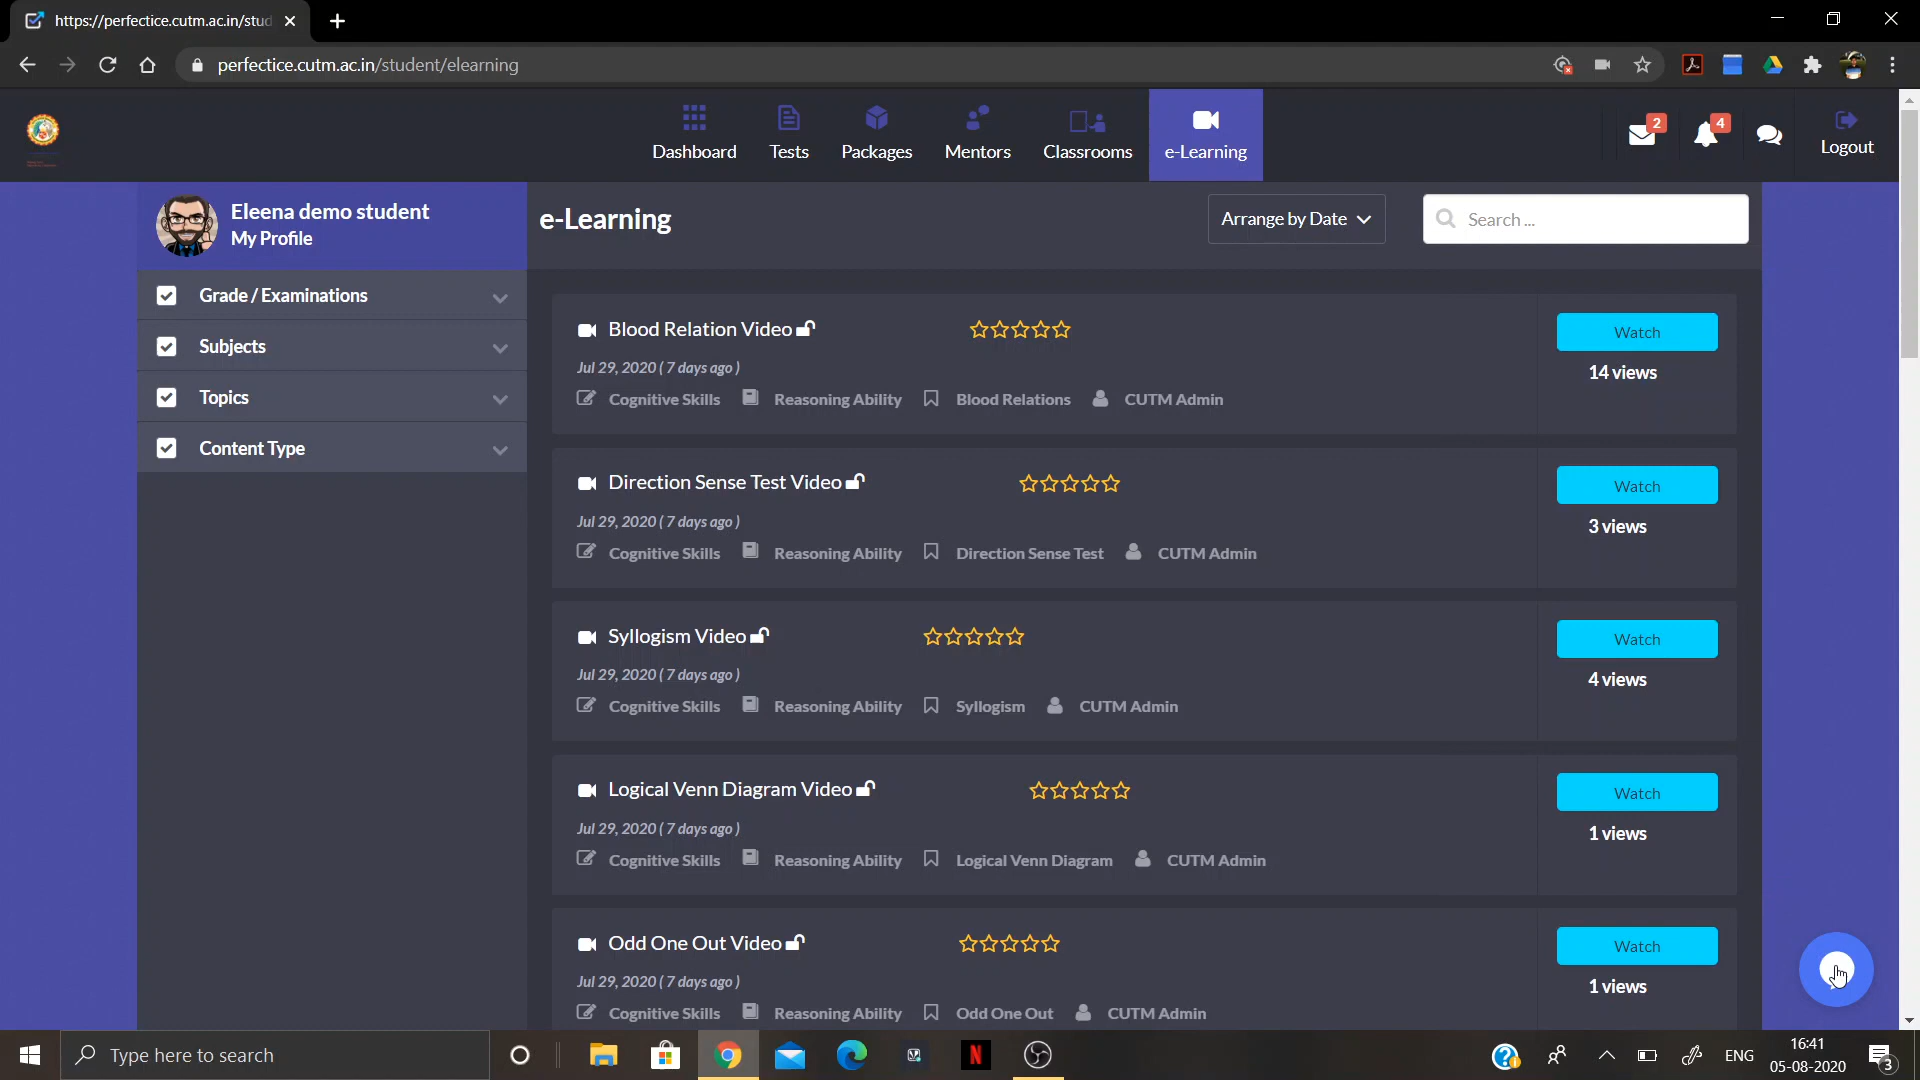 https://perfectice.cutm.ac.in/stud
perfectice.cutm.ac.in/student/elearning
Dashboard
Tests
Packages
Mentors
Classrooms
e-Learning
2
4
Logout
Eleena demo student
My Profile
Grade / Examinations
Subjects
Topics
Content Type
e-Learning
Arrange by Date
Search ...
Blood Relation Video
Jul 29, 2020 ( 7 days ago )
Cognitive Skills Reasoning Ability Blood Relations CUTM Admin
Watch
14 views
Direction Sense Test Video
Jul 29, 2020 ( 7 days ago )
Cognitive Skills Reasoning Ability Direction Sense Test CUTM Admin
Watch
3 views
Syllogism Video
Jul 29, 2020 ( 7 days ago )
Cognitive Skills Reasoning Ability Syllogism CUTM Admin
Watch
4 views
Logical Venn Diagram Video
Jul 29, 2020 ( 7 days ago )
Cognitive Skills Reasoning Ability Logical Venn Diagram CUTM Admin
Watch
1 views
Odd One Out Video
Jul 29, 2020 ( 7 days ago )
Cognitive Skills Reasoning Ability Odd One Out CUTM Admin
Watch
1 views
Type here to search
N
ENG
16:41
05-08-2020
3